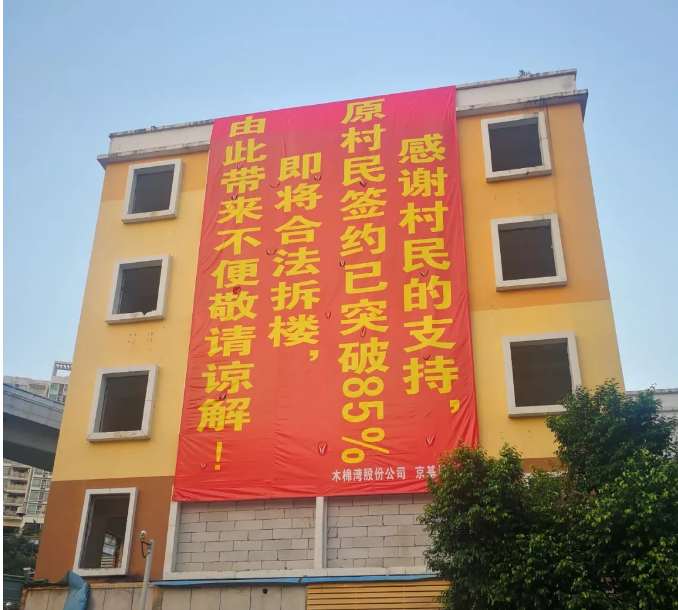 感谢村民的支持，
原村民签约已突破85%
即将合法拆楼，
由此带来不便敬请谅解！
木棉湾股份公司 京基